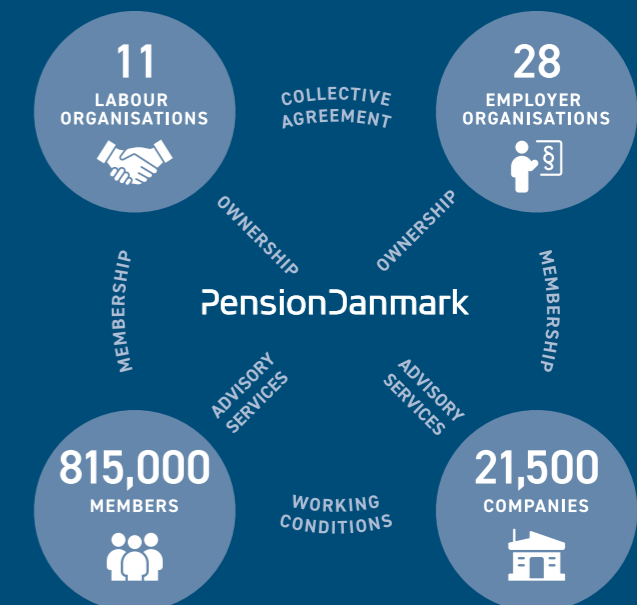 11
LABOUR
ORGANISATIONS
COLLECTIVE
AGREEMENT
28
EMPLOYER
ORGANISATIONS
§
OWNERSHIP
OWNERSHIP
MEMBERSHIP
PensionDanmark
MEMBERSHIP
ADVISORY
SERVICES
ADVISORY
SERVICES
815,000
MEMBERS
WORKING
CONDITIONS
21,500
COMPANIES